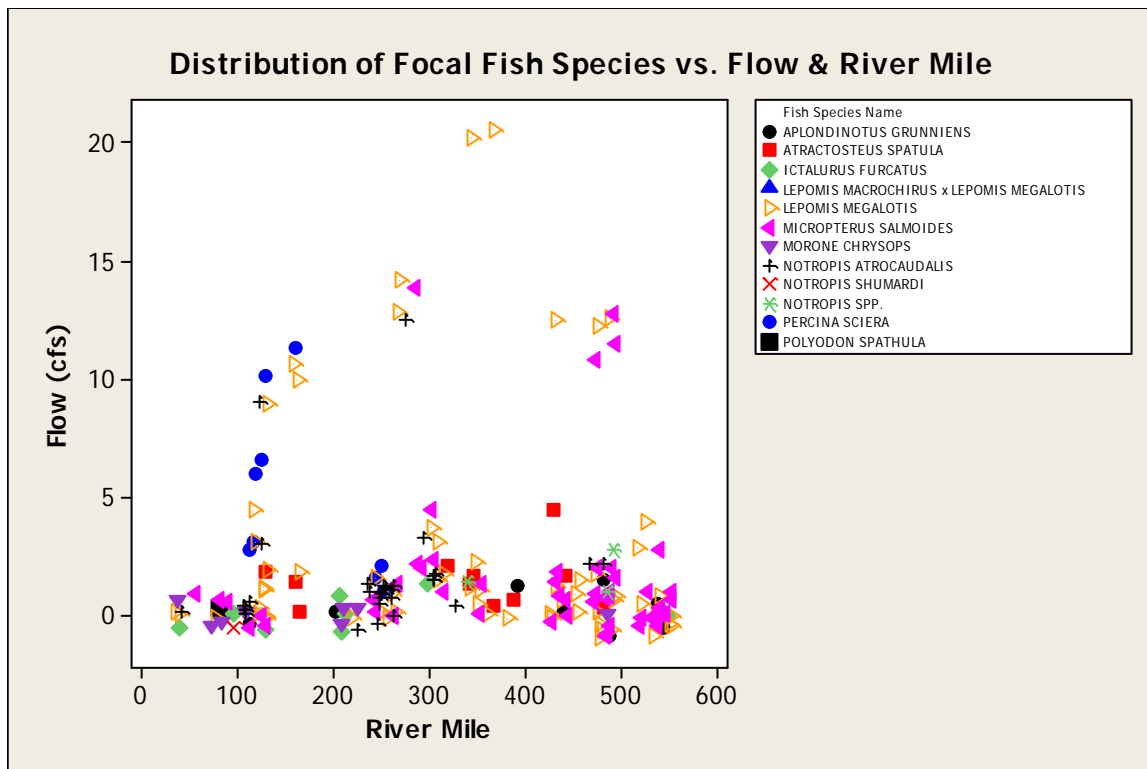 Distribution of Focal Fish Species vs. Flow & River Mile
Flow (cfs)
20
15
10
5
0
0 100 200 300 400 500 600
River Mile
Fish Species Name
APLONDINOTUS GRUNNIENS
ATRACTOSTEUS SPATULA
ICTALURUS FURCATUS
LEPOMIS MACROCHIRUS x LEPOMIS MEGALOTIS
LEPOMIS MEGALOTIS
MICROPTERUS SALMOIDES
MORONE CHRYSOPS
NOTROPIS ATROCAUDALIS
NOTROPIS SHUMARDI
NOTROPIS SPP.
PERCINA SCIERA
POLYODON SPATHULA